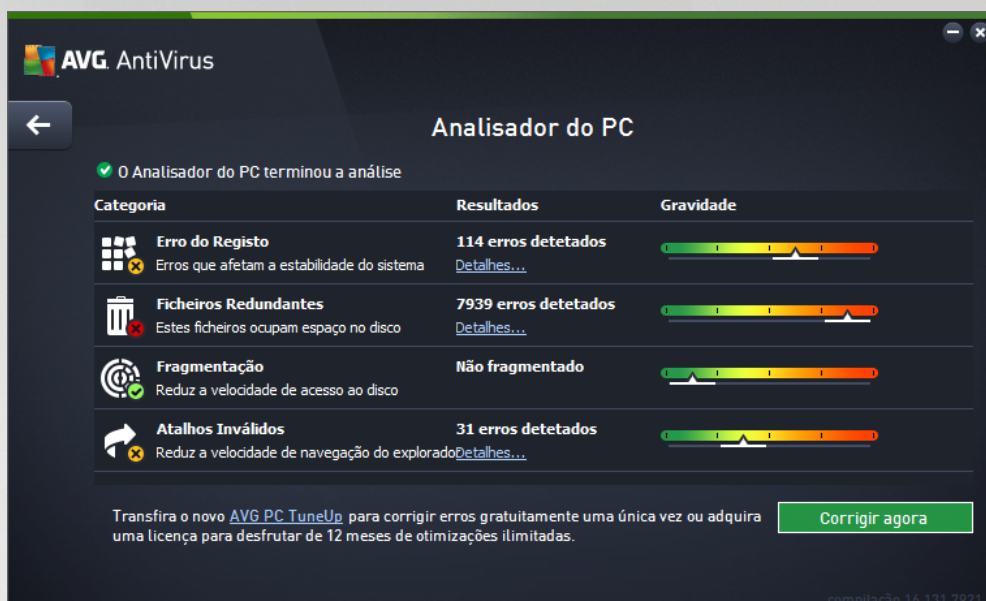 AVG. AntiVirus
Analisador do PC
O Analisador do PC terminou a análise
Categoria Resultados Gravidade
Erro do Registo 114 erros detetados
Erros que afetam a estabilidade do sistema Detalhes...
Ficheiros Redundantes 7939 erros detetados
Estes ficheiros ocupam espaço no disco Detalhes...
Fragmentação Não fragmentado
Reduz a velocidade de acesso ao disco
Atalhos Inválidos 31 erros detetados
Reduz a velocidade de navegação do explorado Detalhes...
Transfira o novo AVG PC TuneUp para corrigir erros gratuitamente uma única vez ou adquira
uma licença para desfrutar de 12 meses de otimizações ilimitadas.
Corrigir agora
compilação 16.131.7921